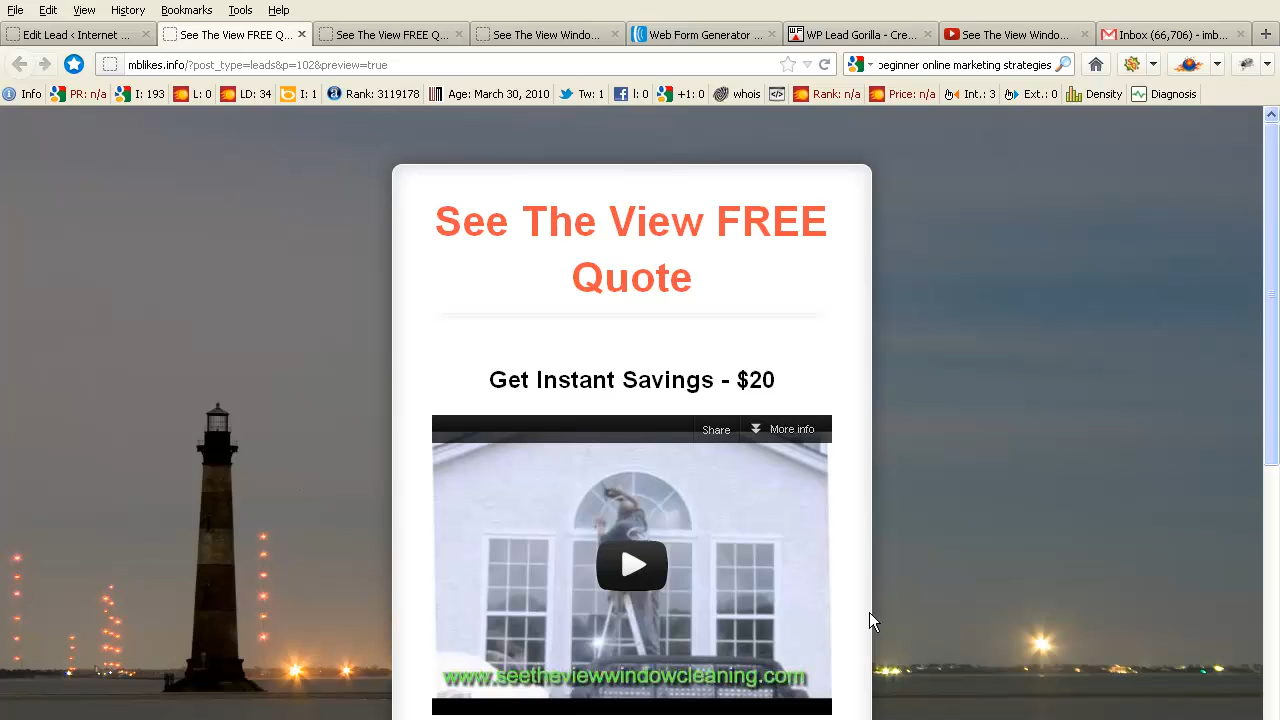 File Edit View History Bookmarks Tools Help
Edit Lead ‹ Internet ... × See The View FREE Q... × See The View FREE Q... × See The View Windo... × Web Form Generator ... × WP Lead Gorilla - Cre... × See The View Windo... × Inbox (66,706) - imb... × +
mblikes.info/?post_type=leads&p=102&preview=true
beginner online marketing strategies
Info PR: n/a I: 193 L: 0 LD: 34 I: 1 Rank: 3119178 Age: March 30, 2010 Tw: 1 l: 0 +1: 0 whois Rank: n/a Price: n/a Int.: 3 Ext.: 0 Density Diagnosis
See The View FREE
Quote
Get Instant Savings - $20
Share More info
www.seetheviewwindowcleaning.com